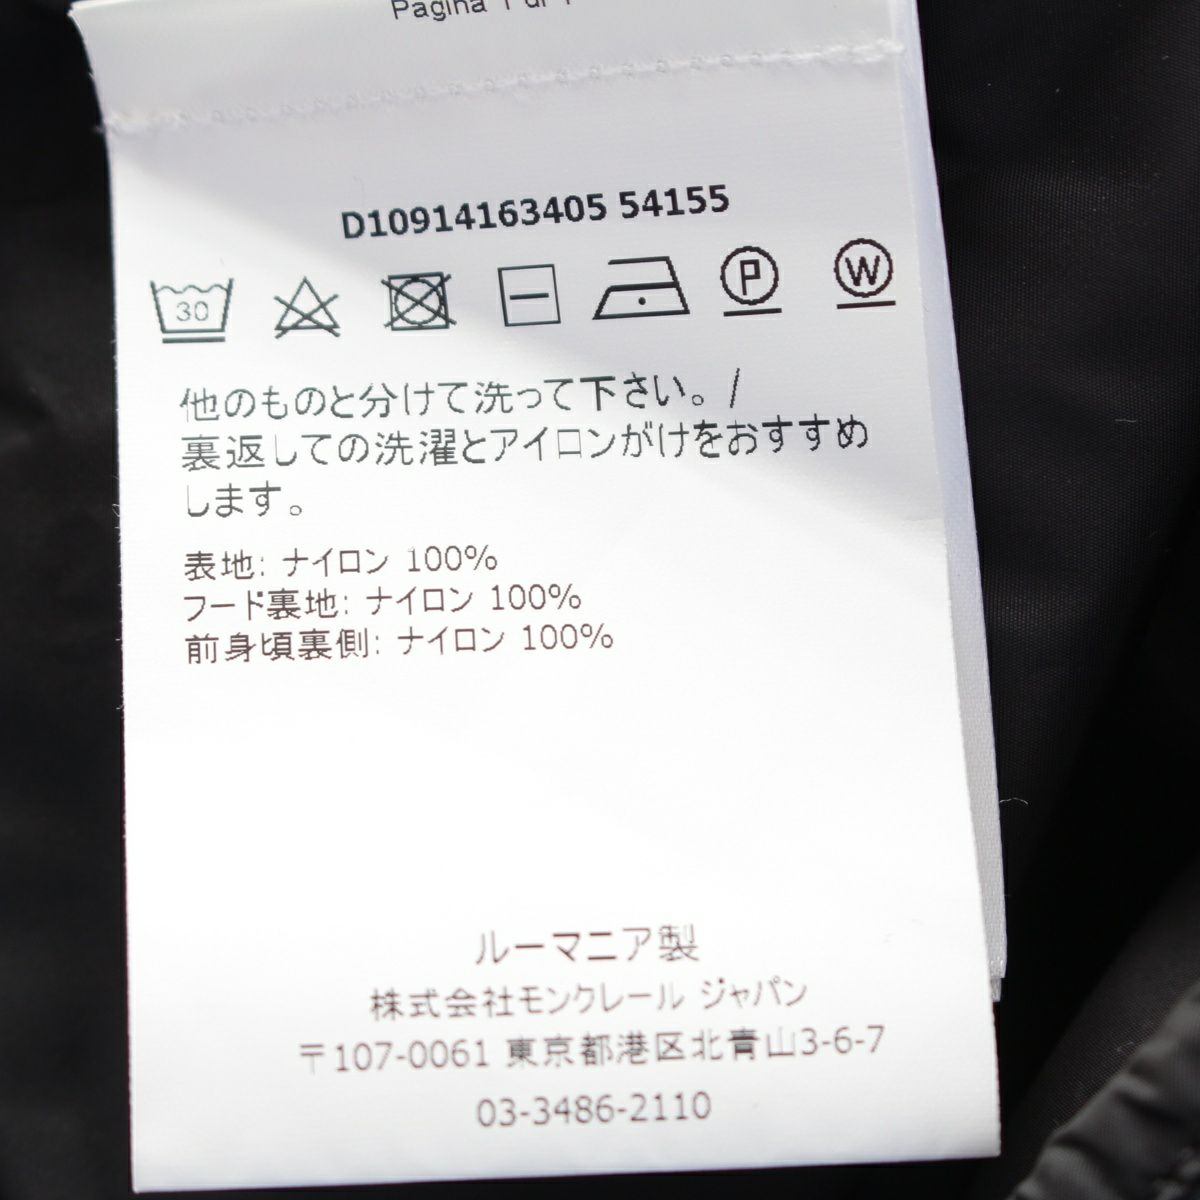 Pagina 1 di 1
D10914163405 54155
30 P W
他のものと分けて洗って下さい。/
裏返しての洗濯とアイロンがけをおすすめ
します。
表地: ナイロン 100%
フード裏地: ナイロン 100%
前身頃裏側: ナイロン 100%
ルーマニア製
株式会社モンクレール ジャパン
〒107-0061 東京都港区北青山3-6-7
03-3486-2110